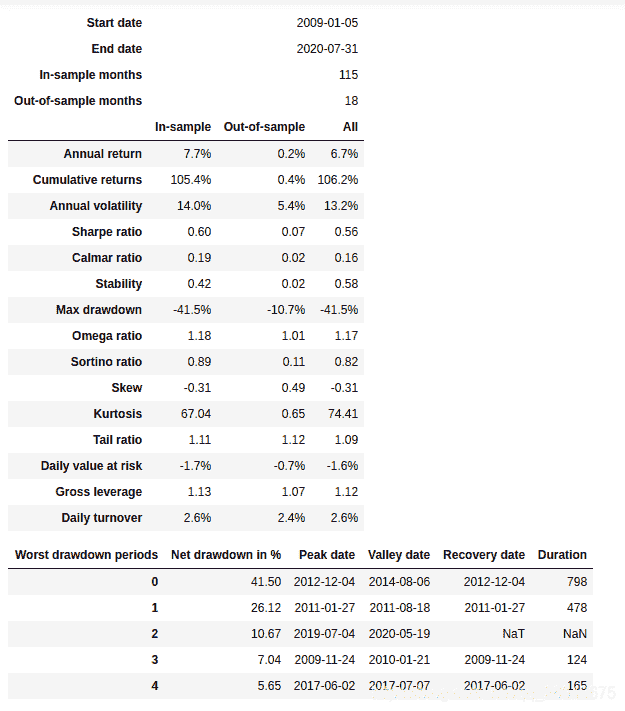 Start date 2009-01-05
End date 2020-07-31
In-sample months 115
Out-of-sample months 18
In-sample Out-of-sample All
Annual return 7.7% 0.2% 6.7%
Cumulative returns 105.4% 0.4% 106.2%
Annual volatility 14.0% 5.4% 13.2%
Sharpe ratio 0.60 0.07 0.56
Calmar ratio 0.19 0.02 0.16
Stability 0.42 0.02 0.58
Max drawdown -41.5% -10.7% -41.5%
Omega ratio 1.18 1.01 1.17
Sortino ratio 0.89 0.11 0.82
Skew -0.31 0.49 -0.31
Kurtosis 67.04 0.65 74.41
Tail ratio 1.11 1.12 1.09
Daily value at risk -1.7% -0.7% -1.6%
Gross leverage 1.13 1.07 1.12
Daily turnover 2.6% 2.4% 2.6%
Worst drawdown periods Net drawdown in % Peak date Valley date Recovery date Duration
0 41.50 2012-12-04 2014-08-06 2012-12-04 798
1 26.12 2011-01-27 2011-08-18 2011-01-27 478
2 10.67 2019-07-04 2020-05-19 NaT NaN
3 7.04 2009-11-24 2010-01-21 2009-11-24 124
4 5.65 2017-06-02 2017-07-07 2017-06-02 165